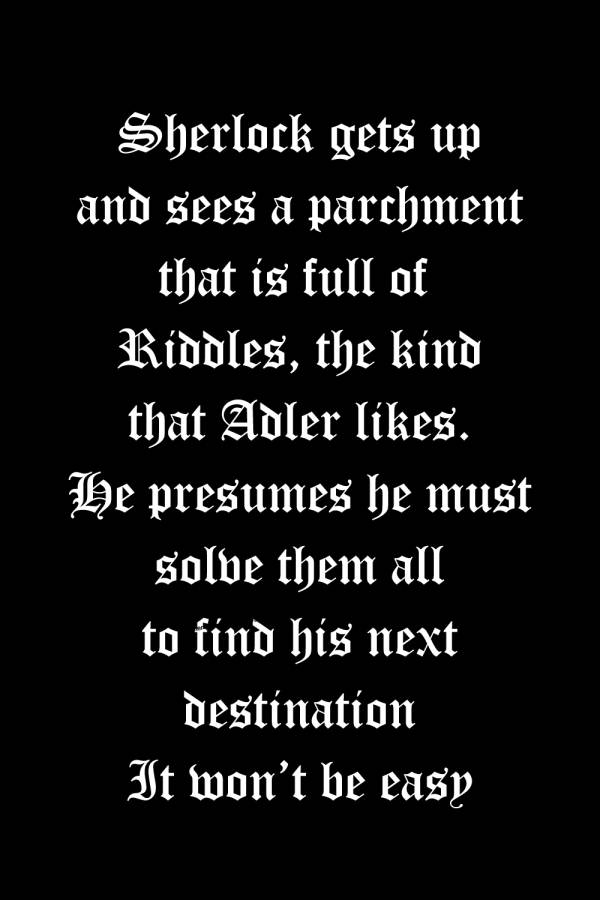 Sherlock gets up
and sees a parchment
that is full of
Riddles, the kind
that Adler likes.
He presumes he must
solve them all
to find his next
destination
It won't be easy